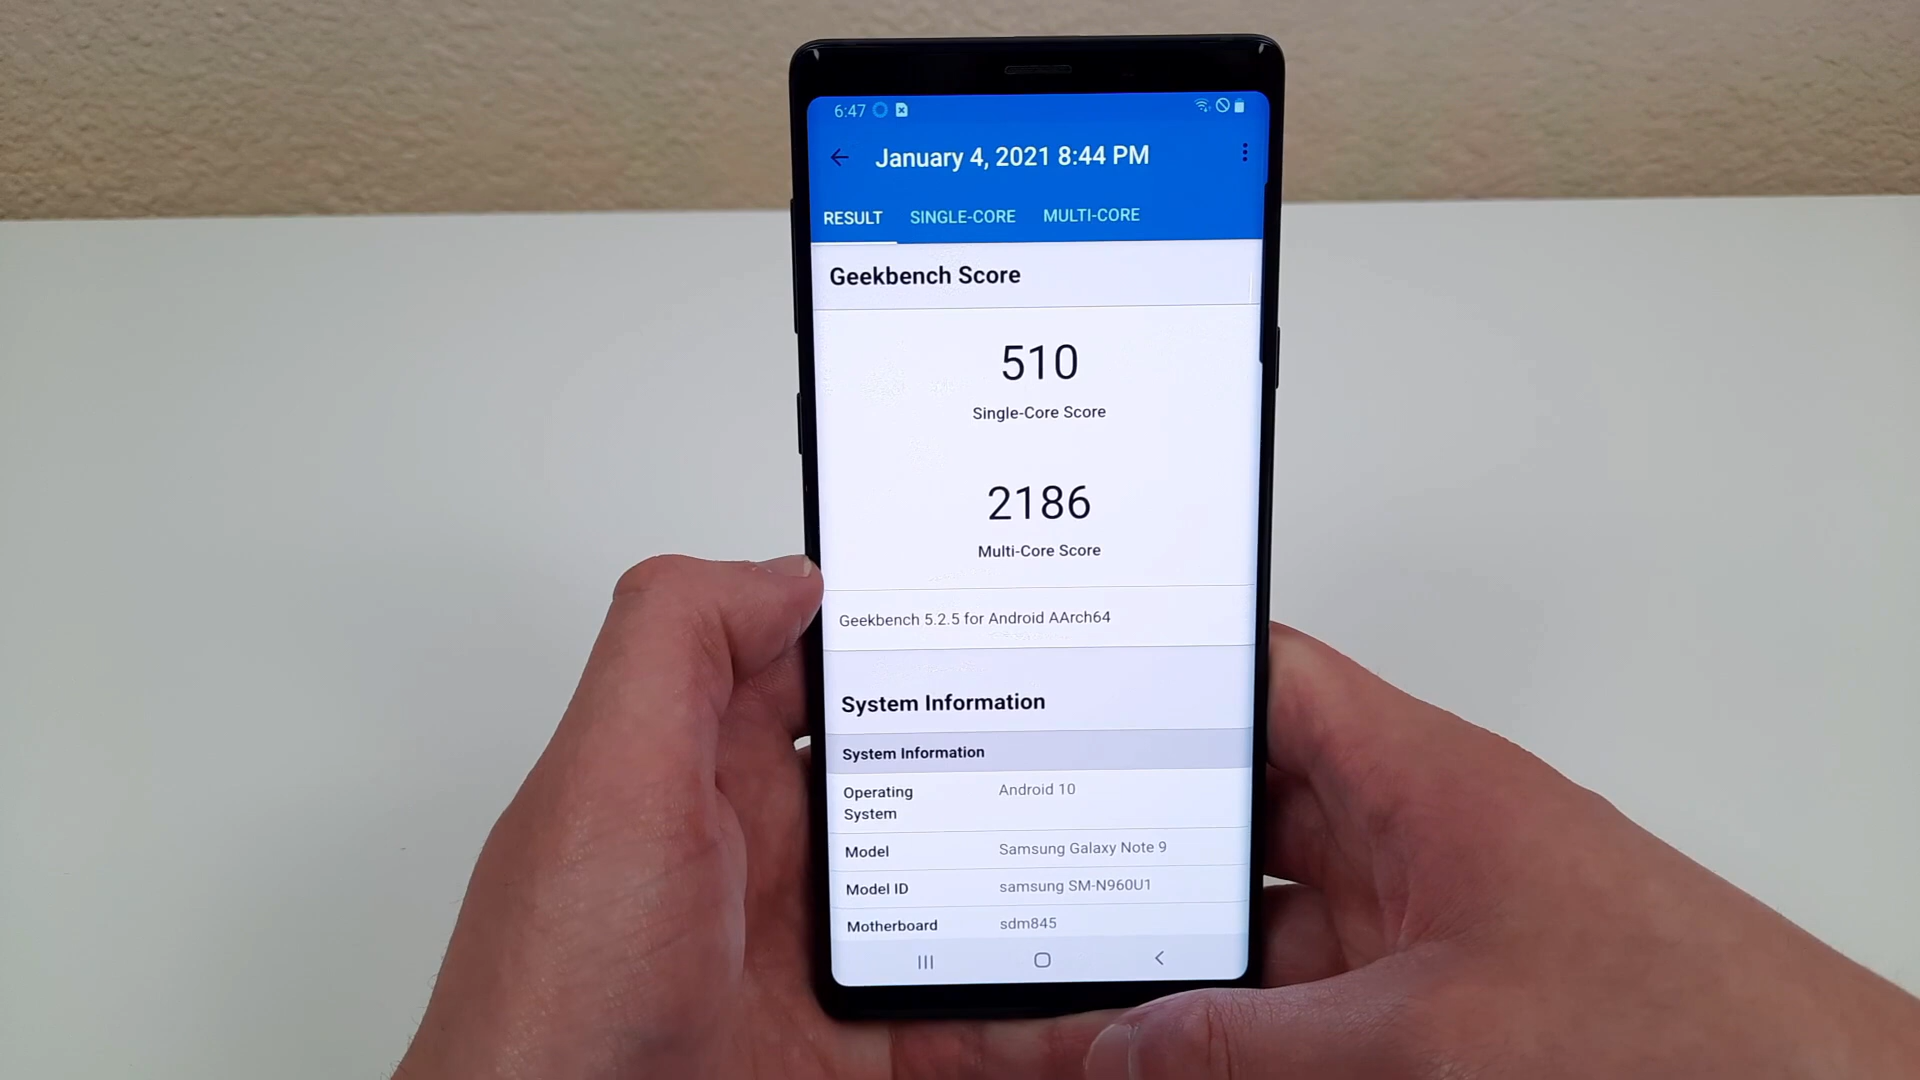 6:47
January 4, 2021 8:44 PM
RESULT SINGLE-CORE MULTI-CORE
Geekbench Score
510
Single-Core Score
2186
Multi-Core Score
Geekbench 5.2.5 for Android AArch64
System Information
System Information
Operating System Android 10
Model Samsung Galaxy Note 9
Model ID samsung SM-N960U1
Motherboard sdm845